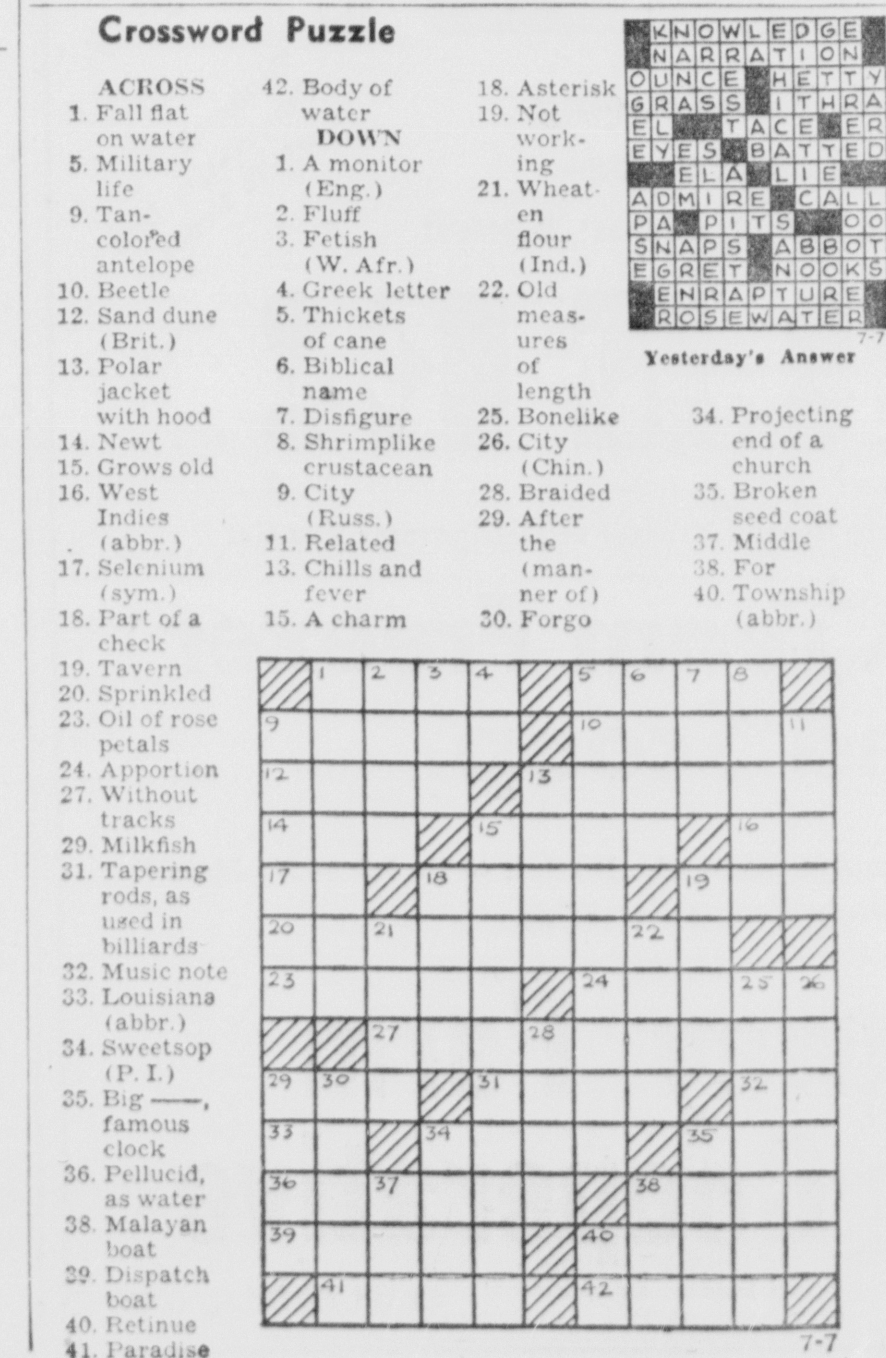 Crossword Puzzle
ACROSS
1. Fall flat
on water
5. Military
life
9. Tan-
colored
antelope
10. Beetle
12. Sand dune
(Brit.)
13. Polar
jacket
with hood
14. Newt
15. Grows old
16. West
Indies
(abbr.)
17. Selenium
(sym.)
18. Part of a
check
19. Tavern
20. Sprinkled
23. Oil of rose
petals
24. Apportion
27. Without
tracks
29. Milkfish
31. Tapering
rods, as
used in
billiards
32. Music note
33. Louisiana
(abbr.)
34. Sweetsop
(P. I.)
35. Big ——,
famous
clock
36. Pellucid,
as water
38. Malayan
boat
39. Dispatch
boat
40. Retinue
41. Paradise
42. Body of
water
DOWN
1. A monitor
(Eng.)
2. Fluff
3. Fetish
(W. Afr.)
4. Greek letter
5. Thickets
of cane
6. Biblical
name
7. Disfigure
8. Shrimplike
crustacean
9. City
(Russ.)
11. Related
13. Chills and
fever
15. A charm
18. Asterisk
19. Not
work-
ing
21. Wheat-
en
flour
(Ind.)
22. Old
meas-
ures
of
length
25. Bonelike
26. City
(Chin.)
28. Braided
29. After
the
(man-
ner of)
30. Forgo
34. Projecting
end of a
church
35. Broken
seed coat
37. Middle
38. For
40. Township
(abbr.)
KNOWLEDGE
NARRATION
OUNCE HETTY
GRASS ITHRA
EL TACE ER
EYES BATTED
ELA LIE
ADMIRE CALL
PA PITS OO
SNAPS ABBOT
EGRET NOOKS
ENRAPTURE
ROSEWATER
7-7
Yesterday's Answer
1 2 3 4 5 6 7 8
9 10 11
12 13
14 15 16
17 18 19
20 21 22
23 24 25 26
27 28
29 30 31 32
33 34 35
36 37 38
39 40
41 42
7-7